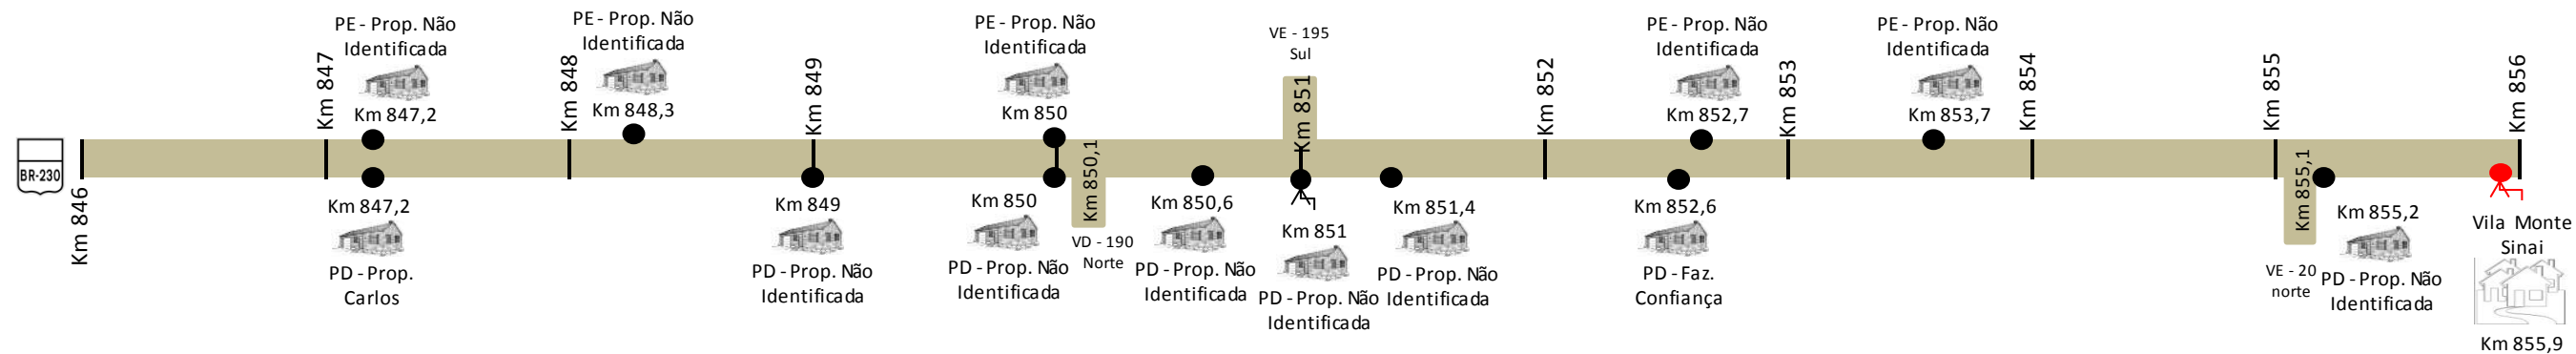 BR-230
Km 846
Km 847
PE - Prop. Não
Identificada
Km 847,2
Km 847,2
PD - Prop.
Carlos
Km 848
PE - Prop. Não
Identificada
Km 848,3
Km 849
Km 849
PD - Prop. Não
Identificada
PE - Prop. Não
Identificada
Km 850
Km 850
PD - Prop. Não
Identificada
Km 850,1
VD - 190
Norte
Km 850,6
PD - Prop. Não
Identificada
VE - 195
Sul
Km 851
Km 851
PD - Prop. Não
Identificada
Km 851,4
PD - Prop. Não
Identificada
Km 852
Km 852,6
PD - Faz.
Confiança
PE - Prop. Não
Identificada
Km 852,7
Km 853
PE - Prop. Não
Identificada
Km 853,7
Km 854
Km 855
Km 855,1
VE - 20
norte
Km 855,2
PD - Prop. Não
Identificada
Km 856
Vila Monte
Sinai
Km 855,9